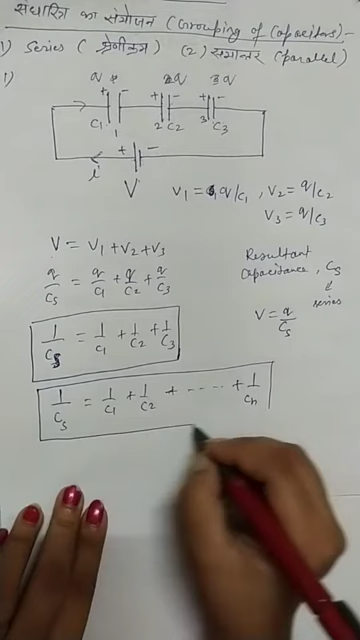 संधारित्र का संयोजन (Grouping of Capacitors) -
1) Series (श्रेणीक्रम) (2) समान्तर (parallel)
1)
q q q
+ - + - + -
C1 1 2 C2 3 C3
+ -
i
V
V1 = q/C1 , V2 = q/C2
V3 = q/C3
V = V1 + V2 + V3
q/Cs = q/C1 + q/C2 + q/C3
1/Cs = 1/C1 + 1/C2 + 1/C3
1/Cs = 1/C1 + 1/C2 + ---- + 1/Cn
Resultant
Capacitance, Cs
series
V = q/Cs